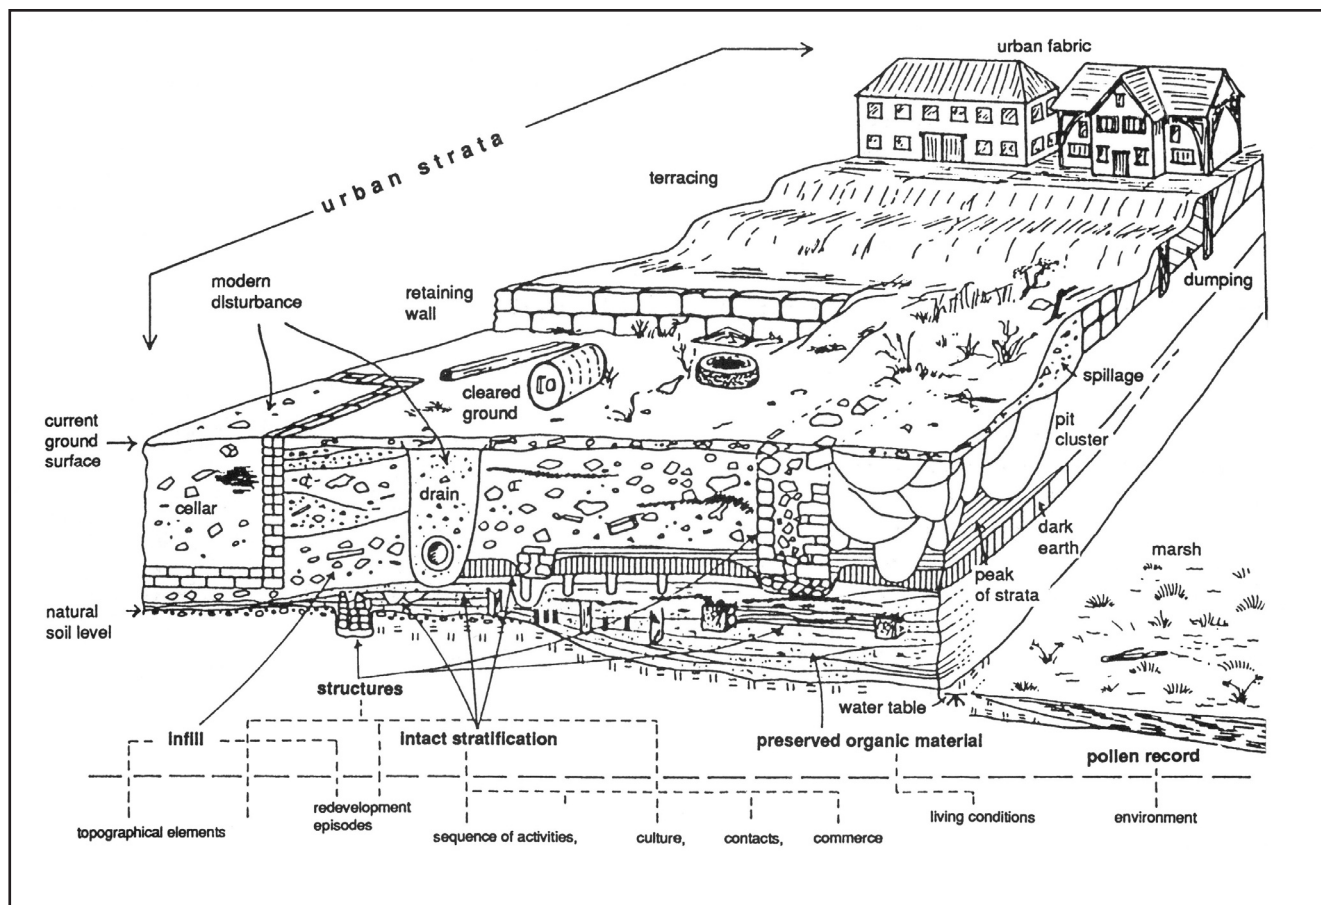 urban fabric
urban strata
terracing
modern
disturbance
retaining
wall
dumping
cleared
ground
spillage
current
ground
surface
pit
cluster
drain
cellar
dark
earth
marsh
peak
of strata
natural
soil level
structures
water table
infill
intact stratification
preserved organic material
pollen record
redevelopment
episodes
topographical elements
sequence of activities,
culture,
contacts,
commerce
living conditions
environment